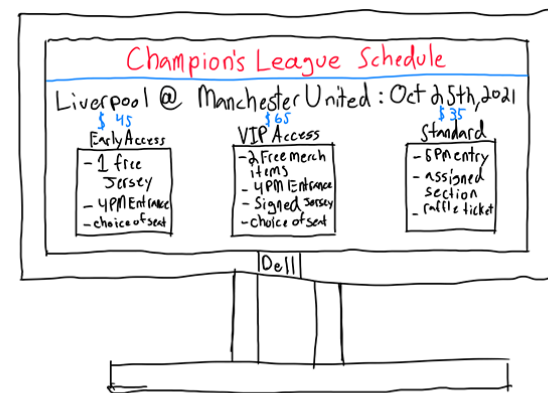 Champion's League Schedule
Liverpool @ Manchester United: Oct 25th, 2021
$ 45
Early Access
- 1 free
Jersey
- 4PM Entrance
- choice of seat
$ 65
VIP Access
- 2 Free merch
items
- 4PM Entrance
- Signed Jersey
- choice of seat
$ 35
Standard
- 6PM entry
- assigned
section
- raffle ticket
Dell